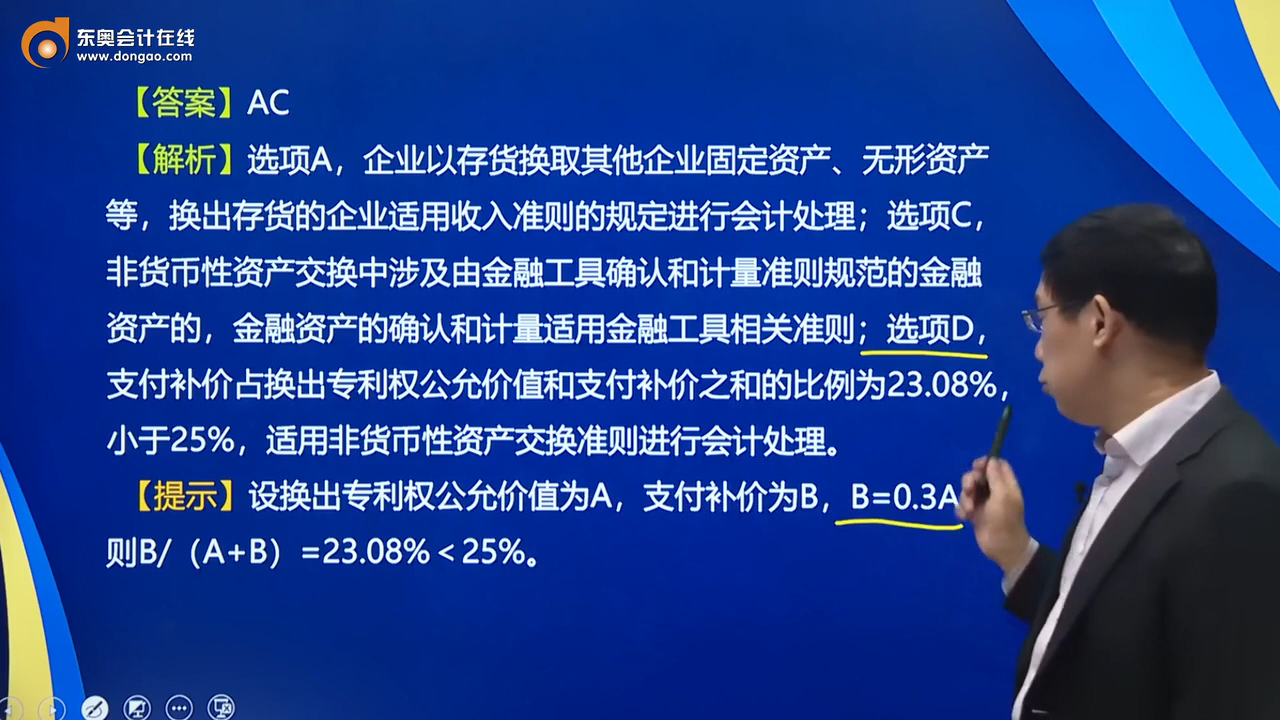 东奥会计在线
www.dongao.com
【答案】AC
【解析】选项A，企业以存货换取其他企业固定资产、无形资产
等，换出存货的企业适用收入准则的规定进行会计处理；选项C，
非货币性资产交换中涉及由金融工具确认和计量准则规范的金融
资产的，金融资产的确认和计量适用金融工具相关准则；选项D，
支付补价占换出专利权公允价值和支付补价之和的比例为23.08%，
小于25%，适用非货币性资产交换准则进行会计处理。
【提示】设换出专利权公允价值为A，支付补价为B，B=0.3A
则B/（A+B）=23.08%＜25%。